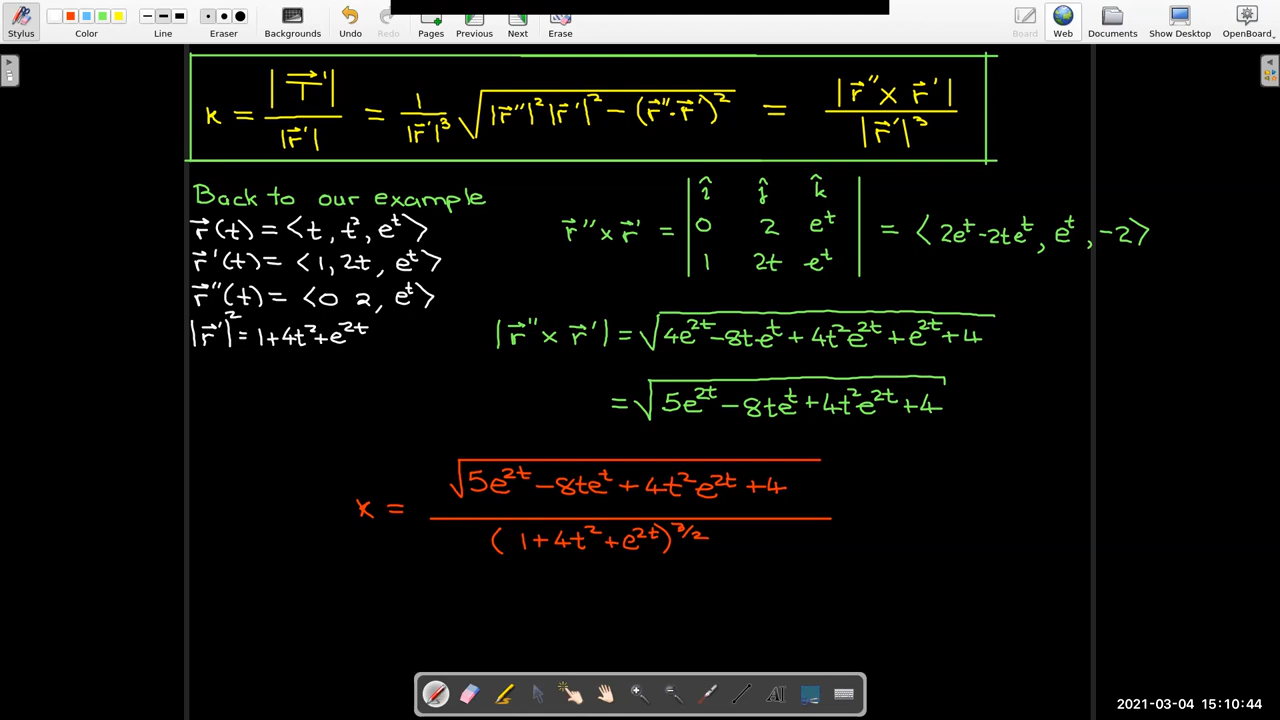 Stylus Color Line Eraser Backgrounds Undo Redo Pages Previous Next Erase Board Web Documents Show Desktop OpenBoard
κ = |T⃗'| / |r⃗'| = 1/|r⃗'|³ √(|r⃗''|²|r⃗'|² − (r⃗''·r⃗')²) = |r⃗'' × r⃗'| / |r⃗'|³
Back to our example
r⃗(t) = <t, t², eᵗ>
r⃗'(t) = <1, 2t, eᵗ>
r⃗''(t) = <0 2, eᵗ>
|r⃗'|² = 1+4t²+e²ᵗ
r⃗'' × r⃗' = | î ĵ k̂ |
| 0 2 eᵗ |
| 1 2t eᵗ | = <2eᵗ-2teᵗ, eᵗ, -2>
|r⃗'' × r⃗'| = √(4e²ᵗ − 8teᵗ + 4t²e²ᵗ + e²ᵗ + 4)
= √(5e²ᵗ − 8teᵗ + 4t²e²ᵗ + 4)
κ = √(5e²ᵗ − 8teᵗ + 4t²e²ᵗ + 4) / (1+4t²+e²ᵗ)^(3/2)
2021-03-04 15:10:44